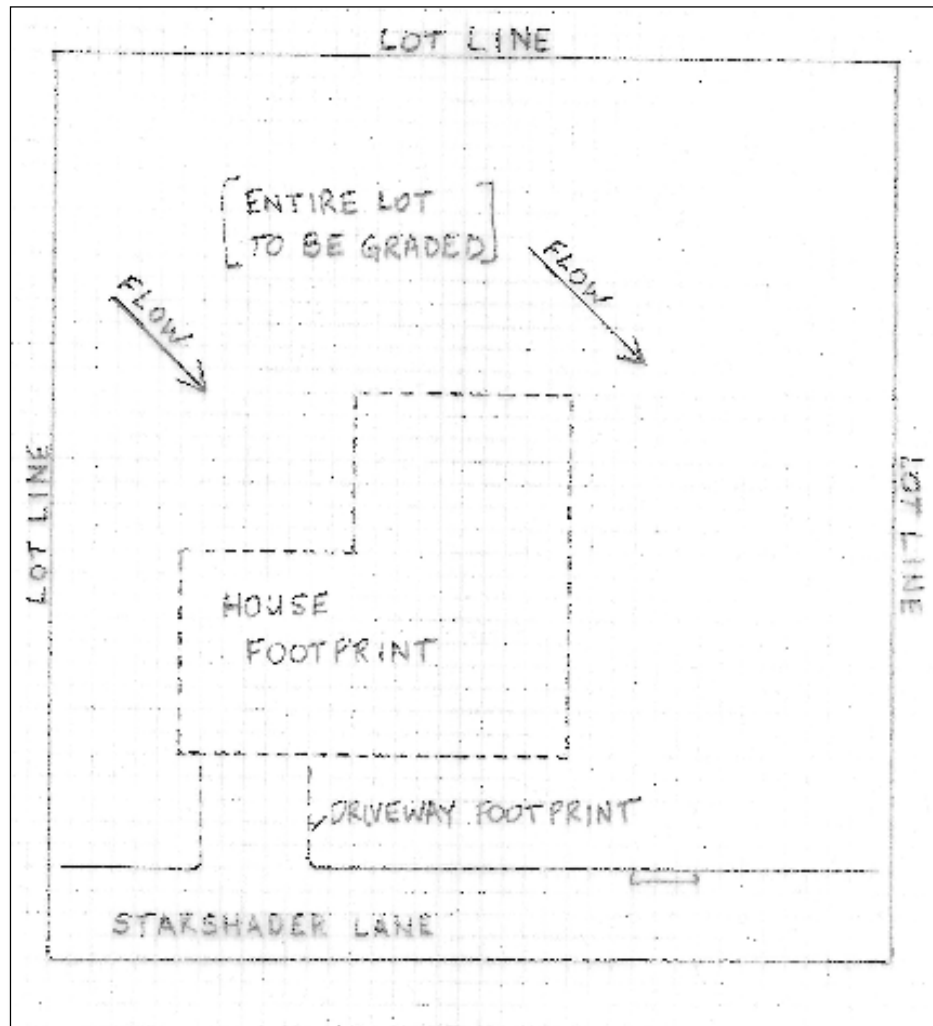 LOT LINE
[ENTIRE LOT
TO BE GRADED]
FLOW
FLOW
LOT LINE
LOT LINE
HOUSE
FOOTPRINT
DRIVEWAY FOOTPRINT
STARSHADER LANE